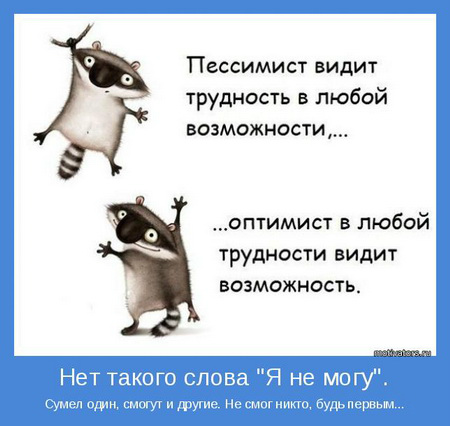 Пессимист видит
трудность в любой
возможности,...
...оптимист в любой
трудности видит
возможность.
motivators.ru
Нет такого слова "Я не могу".
Сумел один, смогут и другие. Не смог никто, будь первым...